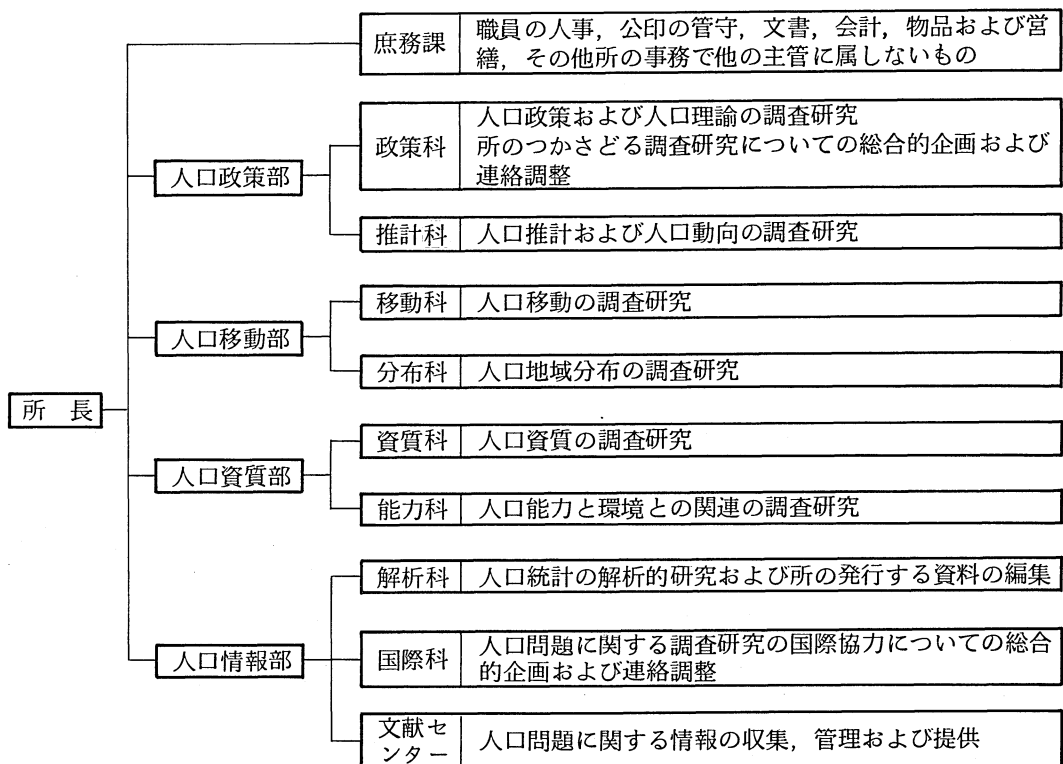 庶務課 職員の人事，公印の管守，文書，会計，物品および営
繕，その他所の事務で他の主管に属しないもの
人口政策部
政策科 人口政策および人口理論の調査研究
所のつかさどる調査研究についての総合的企画および
連絡調整
推計科 人口推計および人口動向の調査研究
人口移動部
移動科 人口移動の調査研究
分布科 人口地域分布の調査研究
所　長
人口資質部
資質科 人口資質の調査研究
能力科 人口能力と環境との関連の調査研究
人口情報部
解析科 人口統計の解析的研究および所の発行する資料の編集
国際科 人口問題に関する調査研究の国際協力についての総合
的企画および連絡調整
文献セ
ンター 人口問題に関する情報の収集，管理および提供